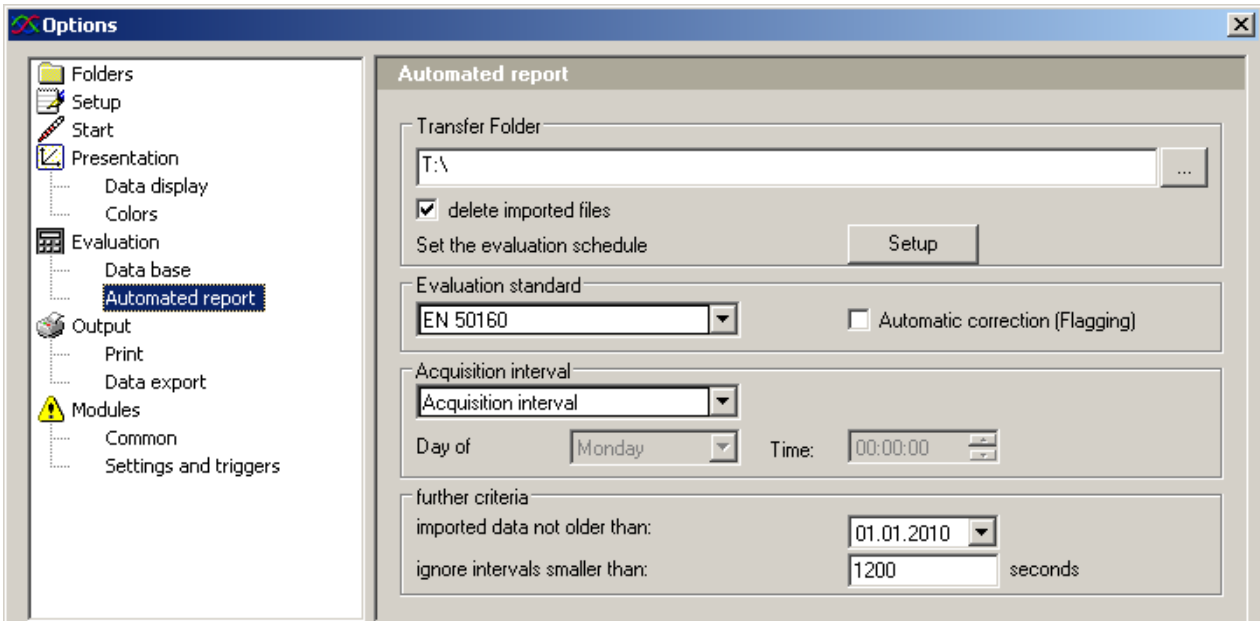 Options
Folders
Setup
Start
Presentation
Data display
Colors
Evaluation
Data base
Automated report
Output
Print
Data export
Modules
Common
Settings and triggers
Automated report
Transfer Folder
T:\
...
delete imported files
Set the evaluation schedule Setup
Evaluation standard
EN 50160 Automatic correction (Flagging)
Acquisition interval
Acquisition interval
Day of Monday Time: 00:00:00
further criteria
imported data not older than: 01.01.2010
ignore intervals smaller than: 1200 seconds